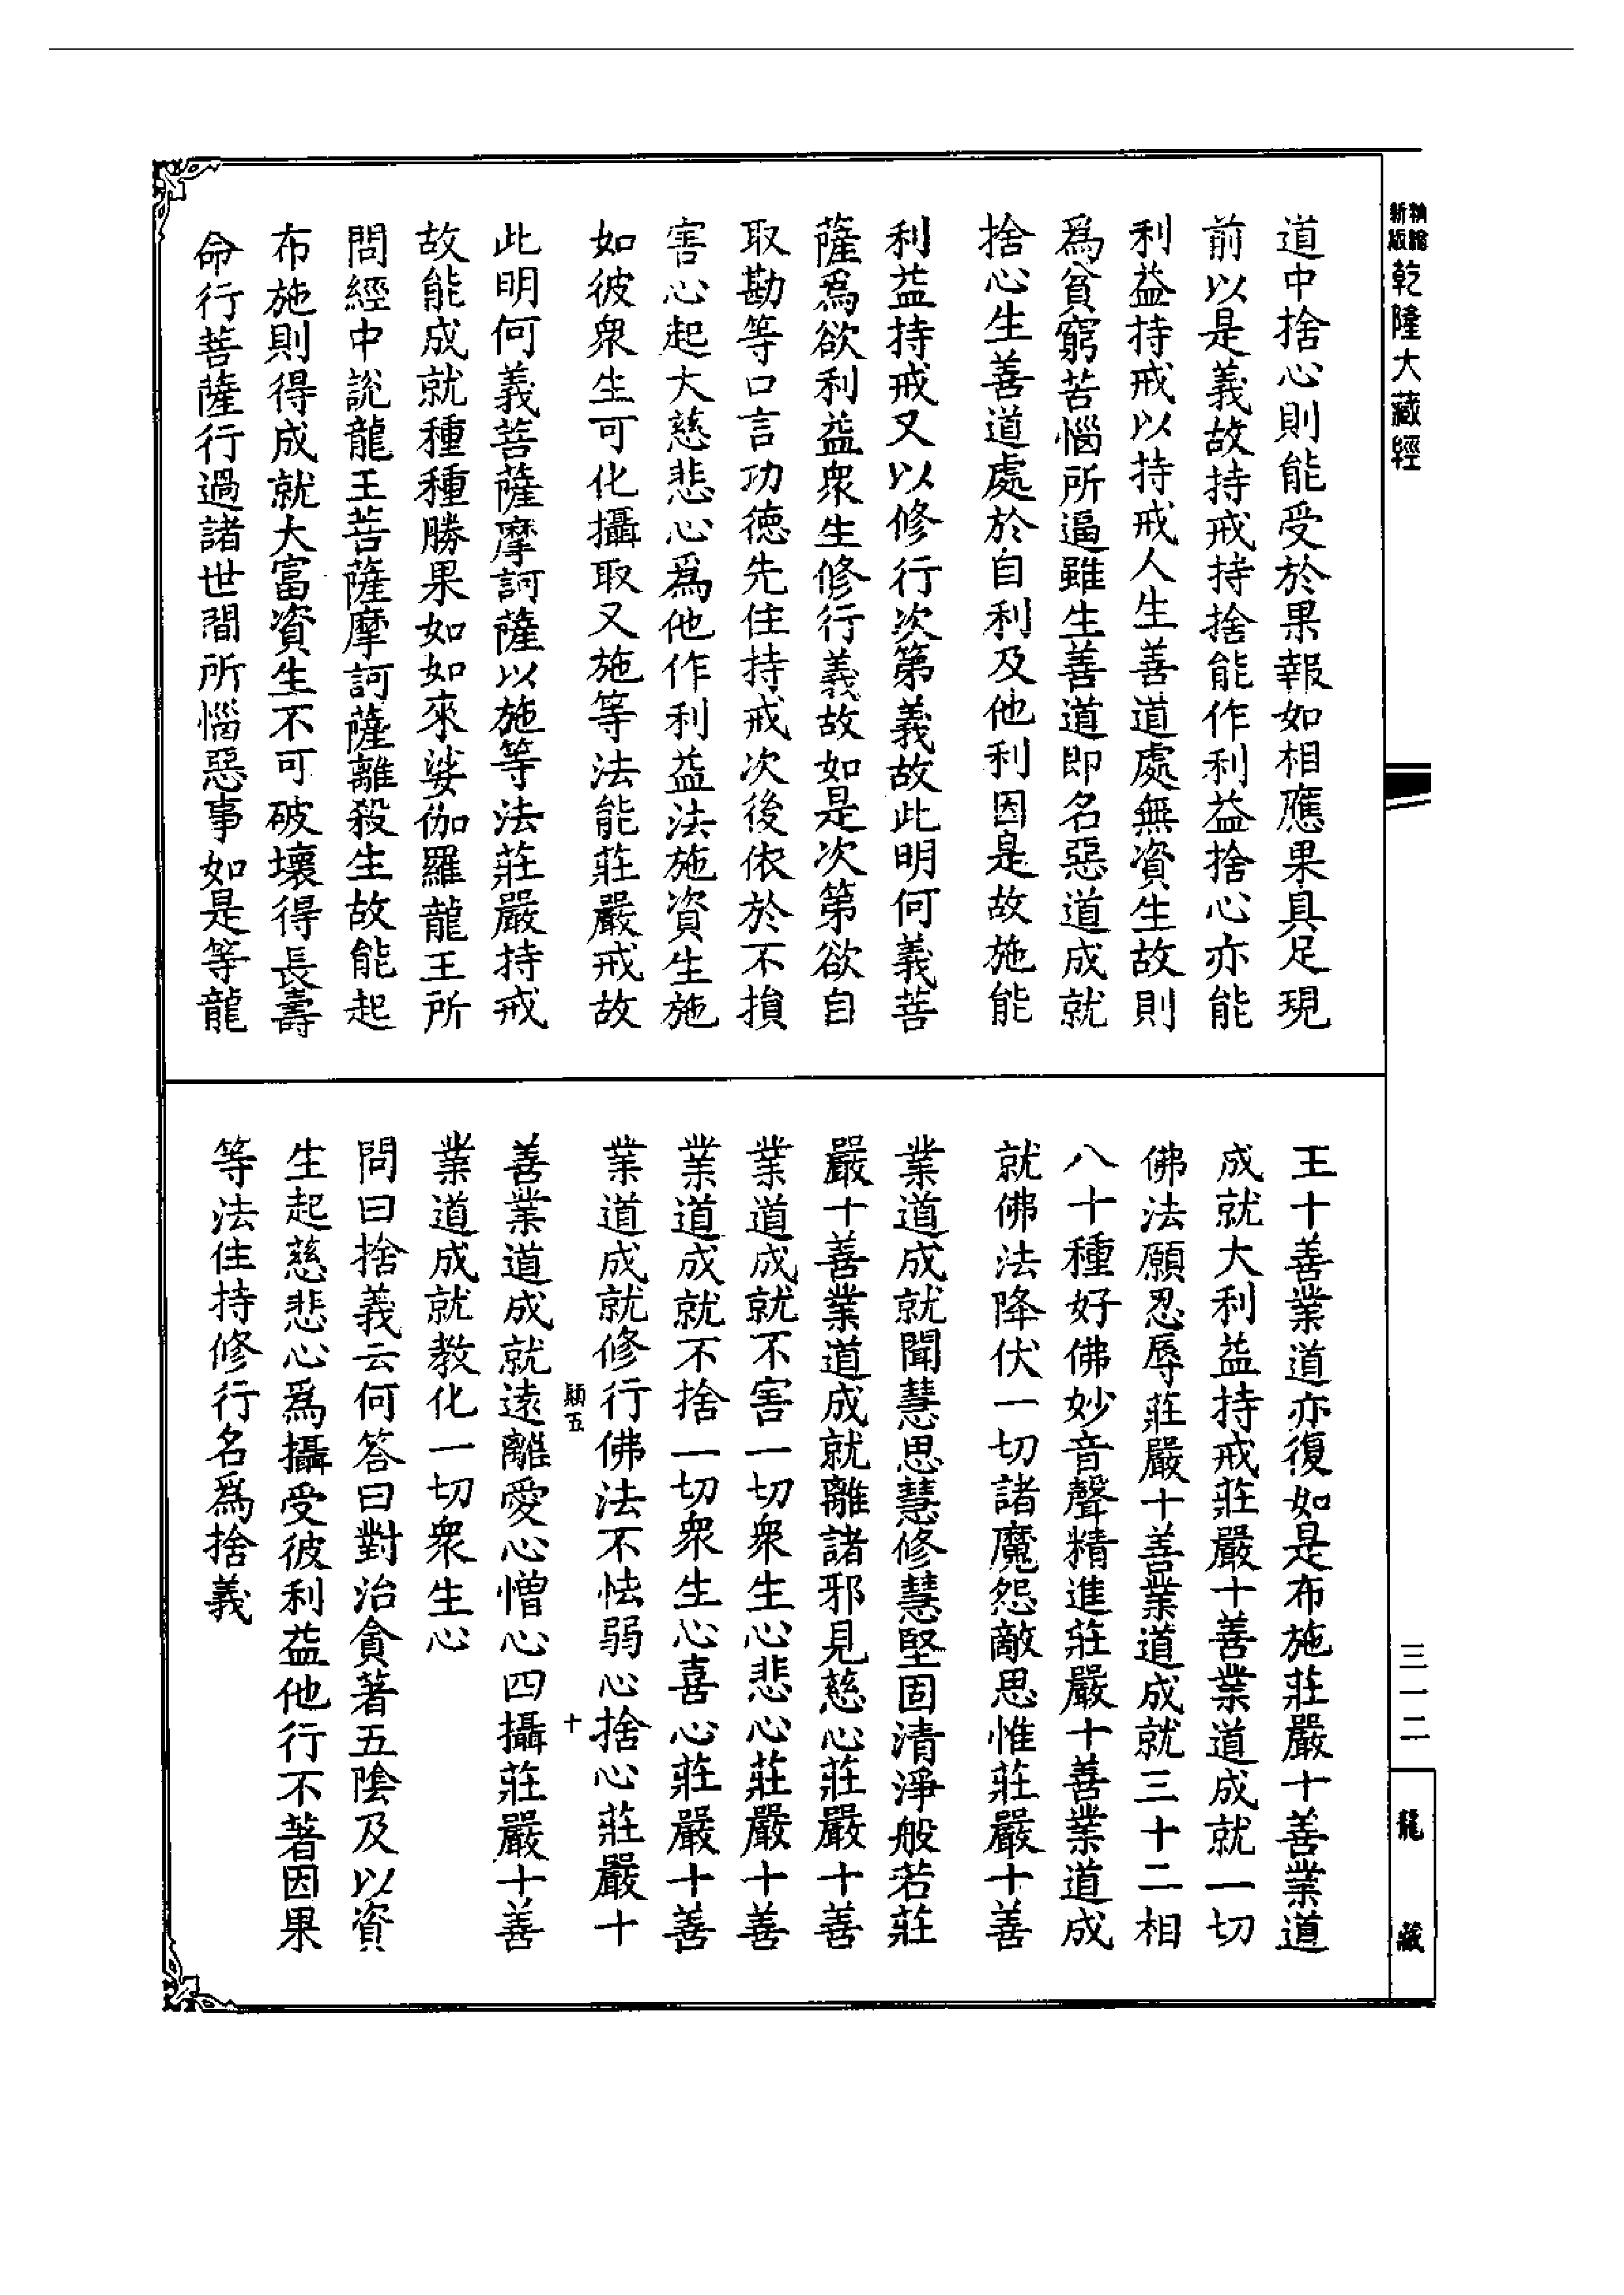 新版精縮乾隆大藏經
道中捨心則能受於果報如相應果具足現
前以是義故持戒持捨能作利益捨心亦能
利益持戒以持戒人生善道處無資生故則
爲貧窮苦惱所逼雖生善道即名惡道成就
捨心生善道處於自利及他利因是故施能
利益持戒又以修行次第義故此明何義菩
薩爲欲利益衆生修行義故如是次第欲自
取勘等口言功德先住持戒次後依於不損
害心起大慈悲心爲他作利益法施資生施
如彼衆生可化攝取又施等法能莊嚴戒故
此明何義菩薩摩訶薩以施等法莊嚴持戒
故能成就種種勝果如如來娑伽羅龍王所
問經中說龍王菩薩摩訶薩離殺生故能起
布施則得成就大富資生不可破壞得長壽
命行菩薩行過諸世間所惱惡事如是等龍
王十善業道亦復如是布施莊嚴十善業道
成就大利益持戒莊嚴十善業道成就一切
佛法願忍辱莊嚴十善業道成就三十二相
八十種好佛妙音聲精進莊嚴十善業道成
就佛法降伏一切諸魔怨敵思惟莊嚴十善
業道成就聞慧思慧修慧堅固清淨般若莊
嚴十善業道成就離諸邪見慈心莊嚴十善
業道成就不害一切衆生心悲心莊嚴十善
業道成就不捨一切衆生心喜心莊嚴十善
業道成就修行佛法不怯弱心捨心莊嚴十
穎五
十
善業道成就遠離愛心憎心四攝莊嚴十善
業道成就教化一切衆生心
問曰捨義云何答曰對治貪著五陰及以資
生起慈悲心爲攝受彼利益他行不著因果
等法住持修行名爲捨義
三一二
龍藏